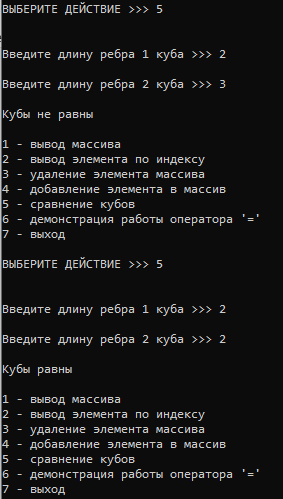 ВЫБЕРИТЕ ДЕЙСТВИЕ >>> 5
Введите длину ребра 1 куба >>> 2
Введите длину ребра 2 куба >>> 3
Кубы не равны
1 - вывод массива
2 - вывод элемента по индексу
3 - удаление элемента массива
4 - добавление элемента в массив
5 - сравнение кубов
6 - демонстрация работы оператора '='
7 - выход
ВЫБЕРИТЕ ДЕЙСТВИЕ >>> 5
Введите длину ребра 1 куба >>> 2
Введите длину ребра 2 куба >>> 2
Кубы равны
1 - вывод массива
2 - вывод элемента по индексу
3 - удаление элемента массива
4 - добавление элемента в массив
5 - сравнение кубов
6 - демонстрация работы оператора '='
7 - выход